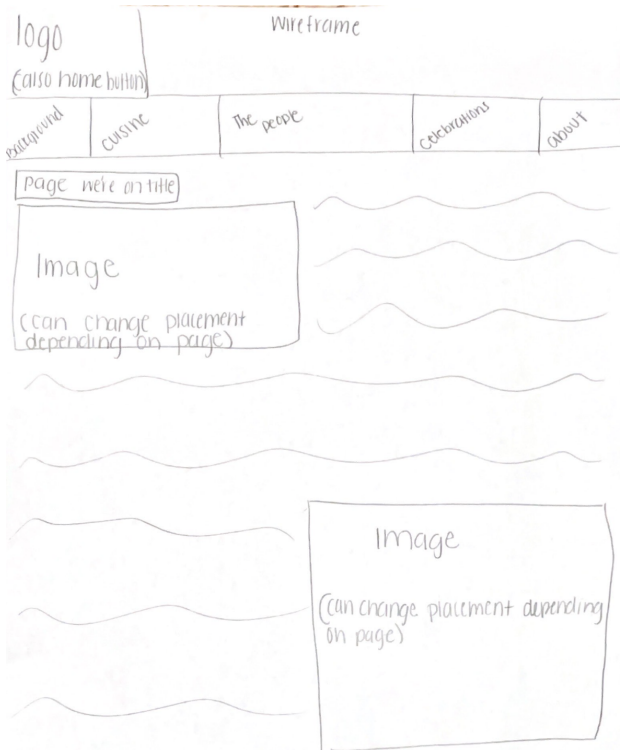 Wireframe
logo
(also home button)
Background
cuisine
The people
celebrations
about
page we're on title
Image
(can change placement
depending on page)
Image
(can change placement depending
on page)